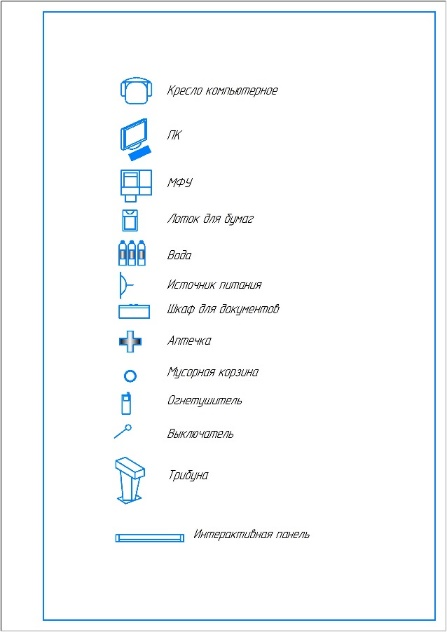 Кресло компьютерное
ПК
МФУ
Лоток для бумаг
Вода
Источник питания
Шкаф для документов
Аптечка
Мусорная корзина
Огнетушитель
Выключатель
Трибуна
Интерактивная панель